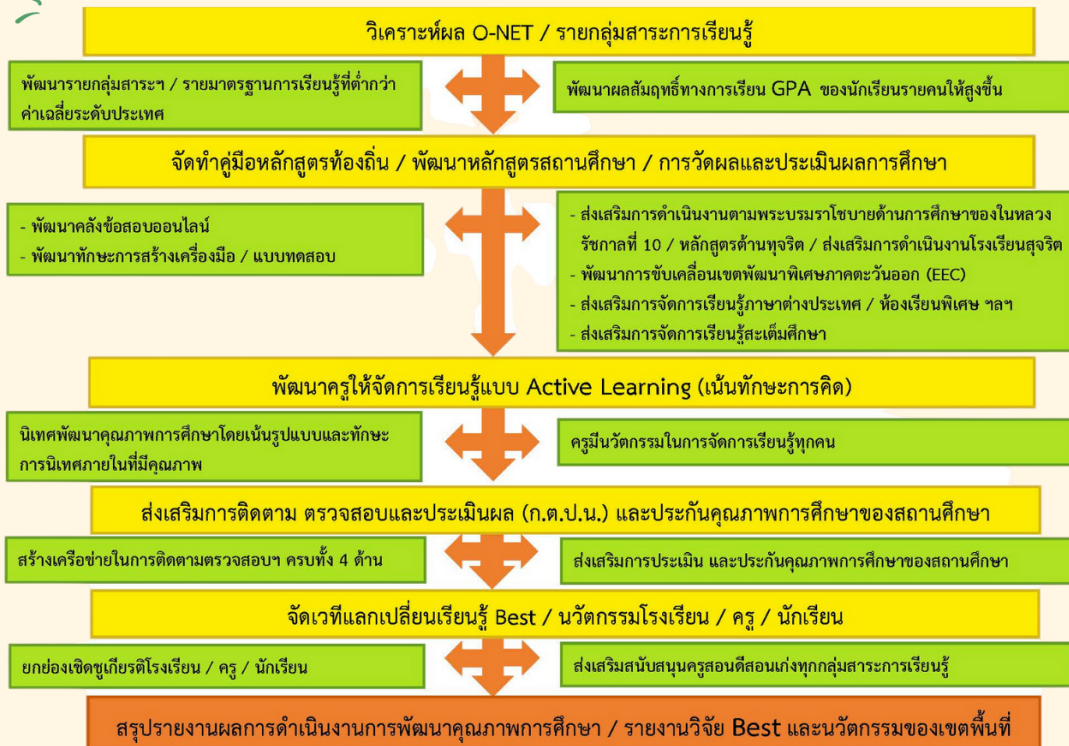 วิเคราะห์ผล O-NET / รายกลุ่มสาระการเรียนรู้
พัฒนารายกลุ่มสาระฯ / รายมาตรฐานการเรียนรู้ที่ต่ำกว่า
ค่าเฉลี่ยระดับประเทศ
พัฒนาผลสัมฤทธิ์ทางการเรียน GPA ของนักเรียนรายคนให้สูงขึ้น
จัดทำคู่มือหลักสูตรท้องถิ่น / พัฒนาหลักสูตรสถานศึกษา / การวัดผลและประเมินผลการศึกษา
- พัฒนาคลังข้อสอบออนไลน์
- พัฒนาทักษะการสร้างเครื่องมือ / แบบทดสอบ
- ส่งเสริมการดำเนินงานตามพระบรมราโชบายด้านการศึกษาของในหลวง
รัชกาลที่ 10 / หลักสูตรต้านทุจริต / ส่งเสริมการดำเนินงานโรงเรียนสุจริต
- พัฒนาการขับเคลื่อนเขตพัฒนาพิเศษภาคตะวันออก (EEC)
- ส่งเสริมการจัดการเรียนรู้ภาษาต่างประเทศ / ห้องเรียนพิเศษ ฯลฯ
- ส่งเสริมการจัดการเรียนรู้สะเต็มศึกษา
พัฒนาครูให้จัดการเรียนรู้แบบ Active Learning (เน้นทักษะการคิด)
นิเทศพัฒนาคุณภาพการศึกษาโดยเน้นรูปแบบและทักษะ
การนิเทศภายในที่มีคุณภาพ
ครูมีนวัตกรรมในการจัดการเรียนรู้ทุกคน
ส่งเสริมการติดตาม ตรวจสอบและประเมินผล (ก.ต.ป.น.) และประกันคุณภาพการศึกษาของสถานศึกษา
สร้างเครือข่ายในการติดตามตรวจสอบฯ ครบทั้ง 4 ด้าน
ส่งเสริมการประเมิน และประกันคุณภาพการศึกษาของสถานศึกษา
จัดเวทีแลกเปลี่ยนเรียนรู้ Best / นวัตกรรมโรงเรียน / ครู / นักเรียน
ยกย่องเชิดชูเกียรติโรงเรียน / ครู / นักเรียน
ส่งเสริมสนับสนุนครูสอนดีสอนเก่งทุกกลุ่มสาระการเรียนรู้
สรุปรายงานผลการดำเนินงานการพัฒนาคุณภาพการศึกษา / รายงานวิจัย Best และนวัตกรรมของเขตพื้นที่